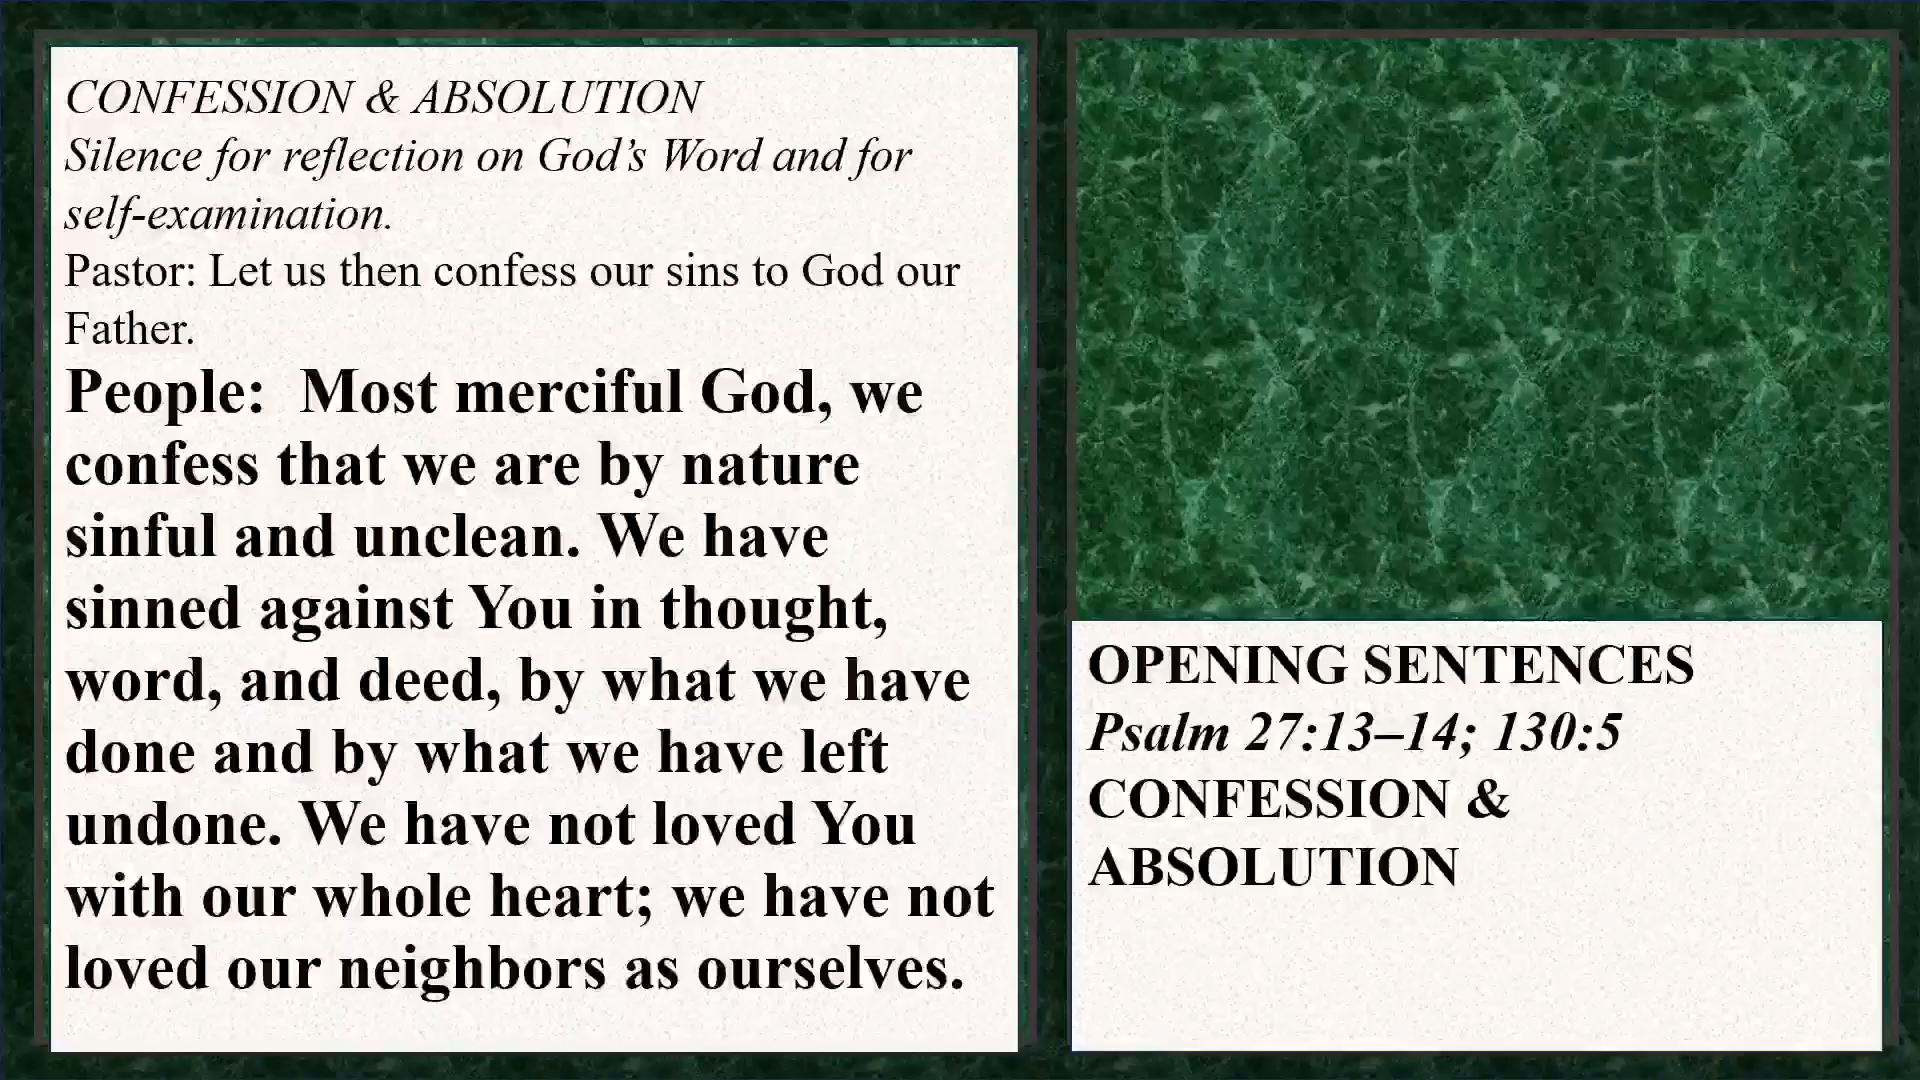 CONFESSION & ABSOLUTION
Silence for reflection on God’s Word and for
self-examination.
Pastor: Let us then confess our sins to God our
Father.
People:  Most merciful God, we
confess that we are by nature
sinful and unclean. We have
sinned against You in thought,
word, and deed, by what we have
done and by what we have left
undone. We have not loved You
with our whole heart; we have not
loved our neighbors as ourselves.
OPENING SENTENCES
Psalm 27:13–14; 130:5
CONFESSION &
ABSOLUTION